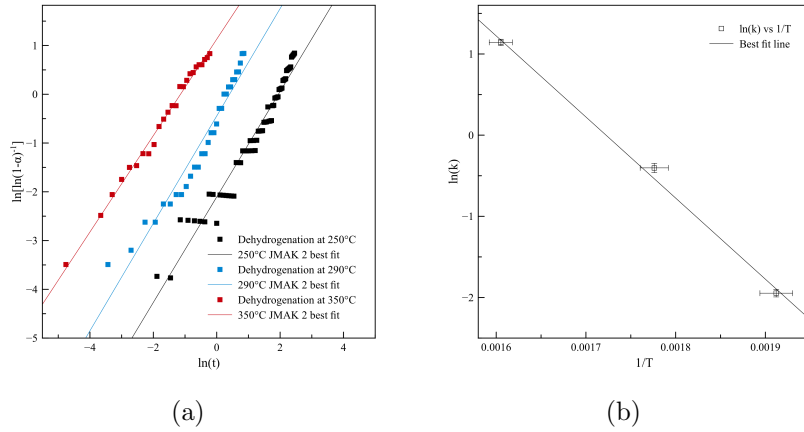 1
0
−1
−2
−3
−4
−5
−4
−2
0
2
4
ln(t)
ln[ln(1-α)⁻¹]
Dehydrogenation at 250°C
250°C JMAK 2 best fit
Dehydrogenation at 290°C
290°C JMAK 2 best fit
Dehydrogenation at 350°C
350°C JMAK 2 best fit
(a)
1
0
−1
−2
0.0016
0.0017
0.0018
0.0019
1/T
ln(k)
ln(k) vs 1/T
Best fit line
(b)